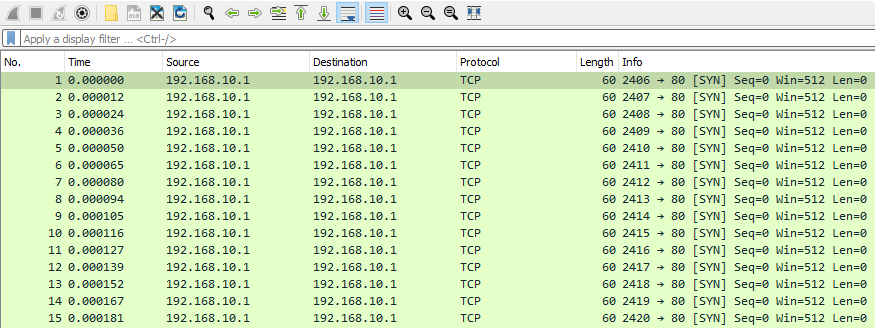 Apply a display filter ... <Ctrl-/>
No. Time Source Destination Protocol Length Info
1 0.000000 192.168.10.1 192.168.10.1 TCP 60 2406 → 80 [SYN] Seq=0 Win=512 Len=0
2 0.000012 192.168.10.1 192.168.10.1 TCP 60 2407 → 80 [SYN] Seq=0 Win=512 Len=0
3 0.000024 192.168.10.1 192.168.10.1 TCP 60 2408 → 80 [SYN] Seq=0 Win=512 Len=0
4 0.000036 192.168.10.1 192.168.10.1 TCP 60 2409 → 80 [SYN] Seq=0 Win=512 Len=0
5 0.000050 192.168.10.1 192.168.10.1 TCP 60 2410 → 80 [SYN] Seq=0 Win=512 Len=0
6 0.000065 192.168.10.1 192.168.10.1 TCP 60 2411 → 80 [SYN] Seq=0 Win=512 Len=0
7 0.000080 192.168.10.1 192.168.10.1 TCP 60 2412 → 80 [SYN] Seq=0 Win=512 Len=0
8 0.000094 192.168.10.1 192.168.10.1 TCP 60 2413 → 80 [SYN] Seq=0 Win=512 Len=0
9 0.000105 192.168.10.1 192.168.10.1 TCP 60 2414 → 80 [SYN] Seq=0 Win=512 Len=0
10 0.000116 192.168.10.1 192.168.10.1 TCP 60 2415 → 80 [SYN] Seq=0 Win=512 Len=0
11 0.000127 192.168.10.1 192.168.10.1 TCP 60 2416 → 80 [SYN] Seq=0 Win=512 Len=0
12 0.000139 192.168.10.1 192.168.10.1 TCP 60 2417 → 80 [SYN] Seq=0 Win=512 Len=0
13 0.000152 192.168.10.1 192.168.10.1 TCP 60 2418 → 80 [SYN] Seq=0 Win=512 Len=0
14 0.000167 192.168.10.1 192.168.10.1 TCP 60 2419 → 80 [SYN] Seq=0 Win=512 Len=0
15 0.000181 192.168.10.1 192.168.10.1 TCP 60 2420 → 80 [SYN] Seq=0 Win=512 Len=0